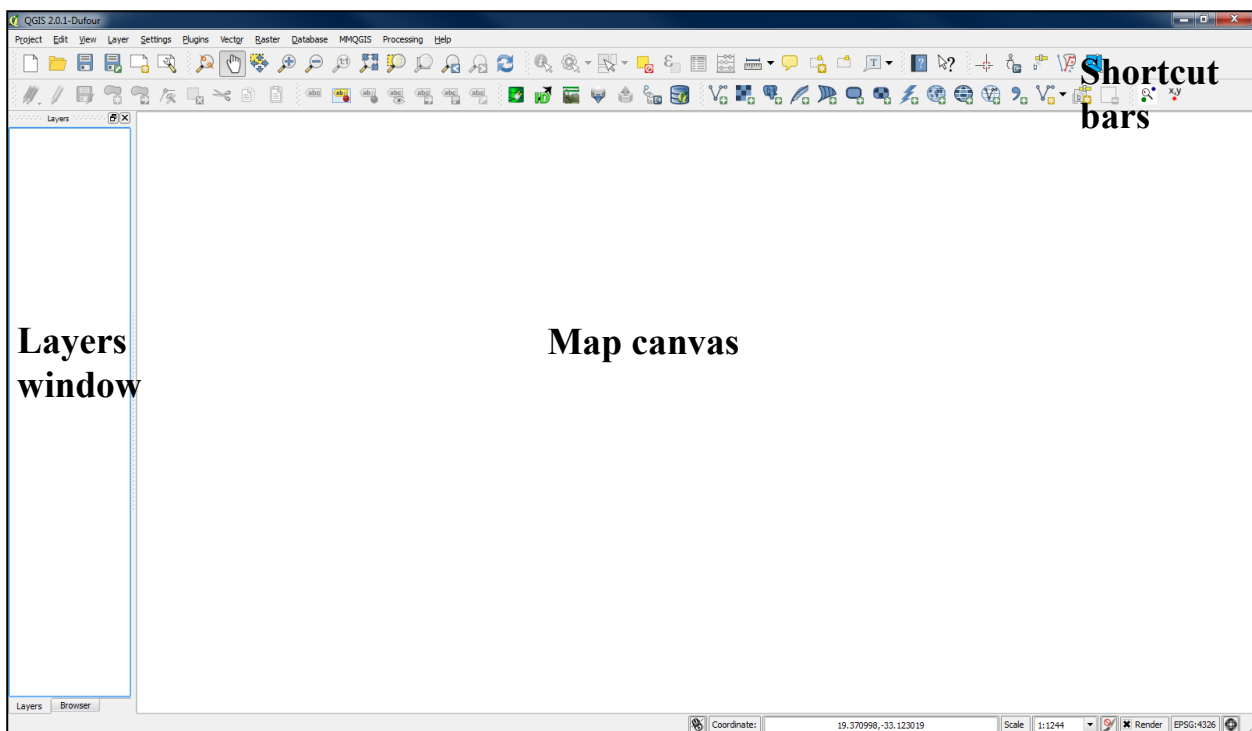 QGIS 2.0.1-Dufour
Project Edit View Layer Settings Plugins Vector Raster Database MMQGIS Processing Help
Shortcut
bars
Layers
Layers
window
Map canvas
Layers Browser
Coordinate: 19.370998,-33.123019 Scale 1:1244 Render EPSG:4326